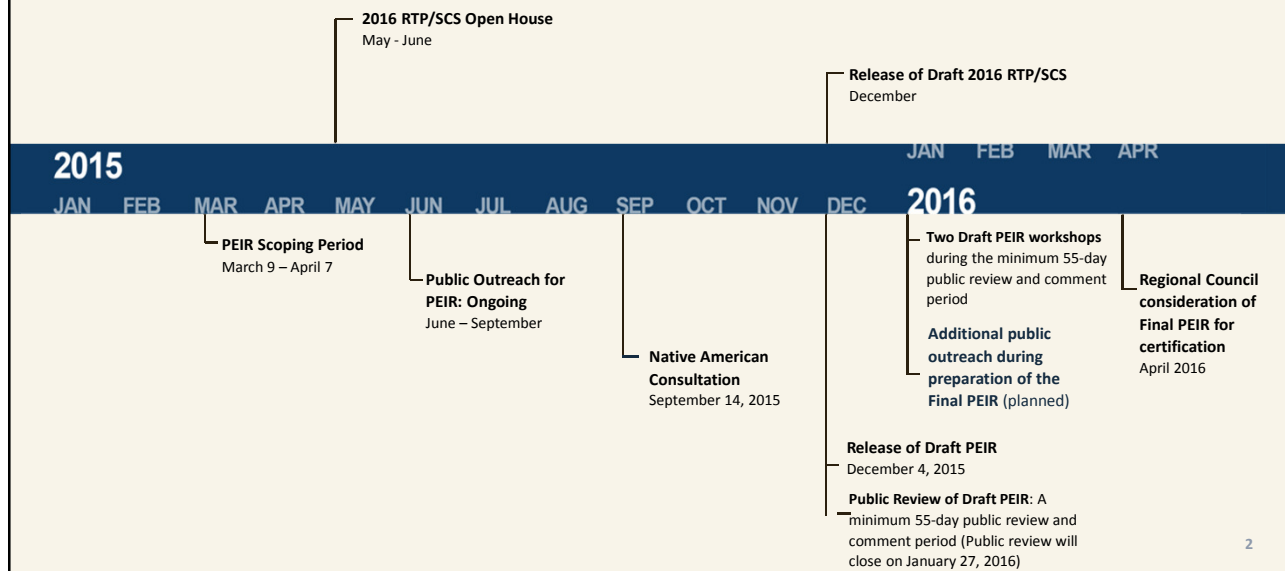 2016 RTP/SCS Open House
May - June
Release of Draft 2016 RTP/SCS
December
2015
JAN FEB MAR APR MAY JUN JUL AUG SEP OCT NOV DEC
JAN FEB MAR APR
2016
PEIR Scoping Period
March 9 – April 7
Public Outreach for
PEIR: Ongoing
June – September
Native American
Consultation
September 14, 2015
Two Draft PEIR workshops
during the minimum 55-day
public review and comment
period
Additional public
outreach during
preparation of the
Final PEIR (planned)
Regional Council
consideration of
Final PEIR for
certification
April 2016
Release of Draft PEIR
December 4, 2015
Public Review of Draft PEIR: A
minimum 55-day public review and
comment period (Public review will
close on January 27, 2016)
2